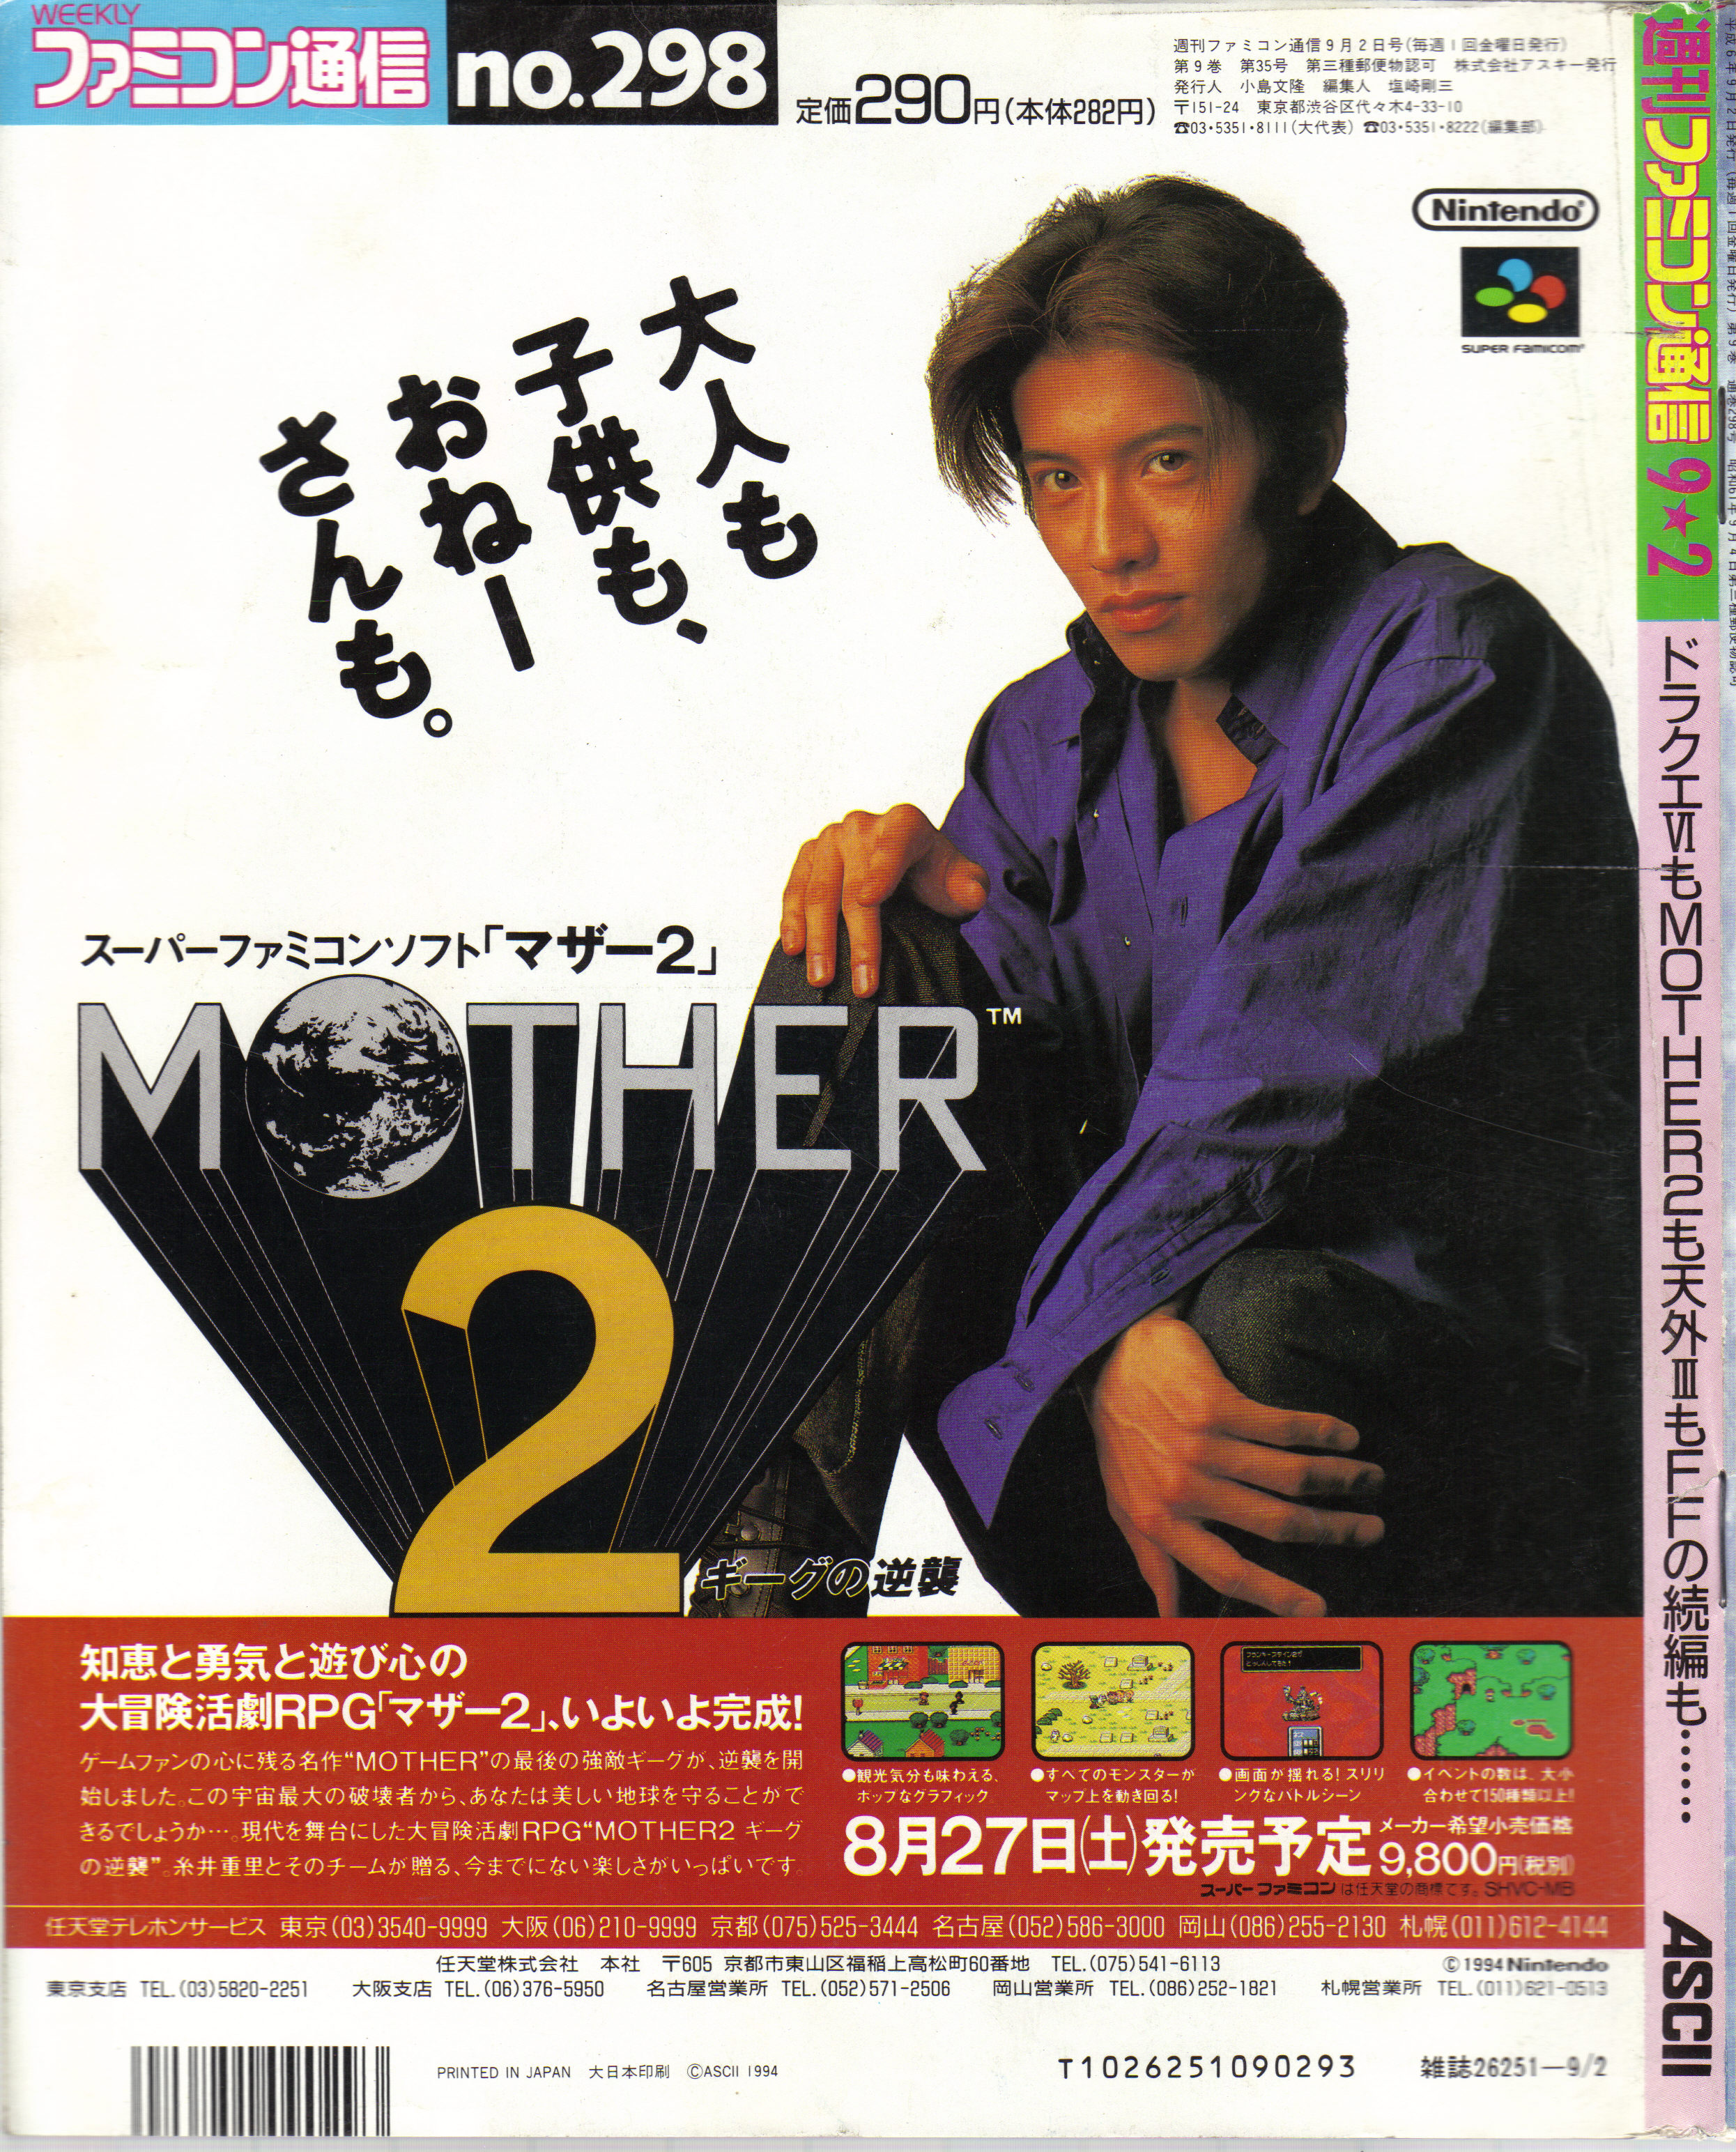 WEEKLY
ファミコン通信
no.298
定価290円(本体282円)
週刊ファミコン通信9月2日号(毎週1回金曜日発行)
第9巻 第35号 第三種郵便物認可 株式会社アスキー発行
発行人 小島文隆 編集人 塩崎剛三
〒151-24 東京都渋谷区代々木4-33-10
☎03・5351・8111(大代表) ☎03・5351・8222(編集部)
Nintendo®
SUPER FAMICOM
大人も
子供も、
おねー
さんも。
スーパーファミコンソフト「マザー2」
MOTHER™
2
ギーグの逆襲
知恵と勇気と遊び心の
大冒険活劇RPG「マザー2」、いよいよ完成!
ゲームファンの心に残る名作“MOTHER”の最後の強敵ギーグが、逆襲を開
始しました。この宇宙最大の破壊者から、あなたは美しい地球を守ることがで
きるでしょうか…。現代を舞台にした大冒険活劇RPG“MOTHER2 ギーグ
の逆襲”。糸井重里とそのチームが贈る、今までにない楽しさがいっぱいです。
●観光気分も味わえる、
ポップなグラフィック
●すべてのモンスターが
マップ上を動き回る!
●画面が揺れる! スリリ
ングなバトルシーン
●イベントの数は、大小
合わせて150種類以上!
8月27日(土)発売予定
メーカー希望小売価格
9,800円(税別)
スーパーファミコンは任天堂の商標です。SHVC-MB
任天堂テレホンサービス 東京(03)3540-9999 大阪(06)210-9999 京都(075)525-3444 名古屋(052)586-3000 岡山(086)255-2130 札幌(011)612-4144
任天堂株式会社 本社 〒605 京都市東山区福稲上高松町60番地 TEL.(075)541-6113
©1994 Nintendo
東京支店 TEL.(03)5820-2251 大阪支店 TEL.(06)376-5950 名古屋営業所 TEL.(052)571-2506 岡山営業所 TEL.(086)252-1821 札幌営業所 TEL.(011)621-0513
PRINTED IN JAPAN 大日本印刷 ©ASCII 1994
T1026251090293
雑誌26251-9/2
週刊ファミコン通信 9★2
ドラクエⅥもMOTHER2も天外ⅢもFFの続編も……
ASCII